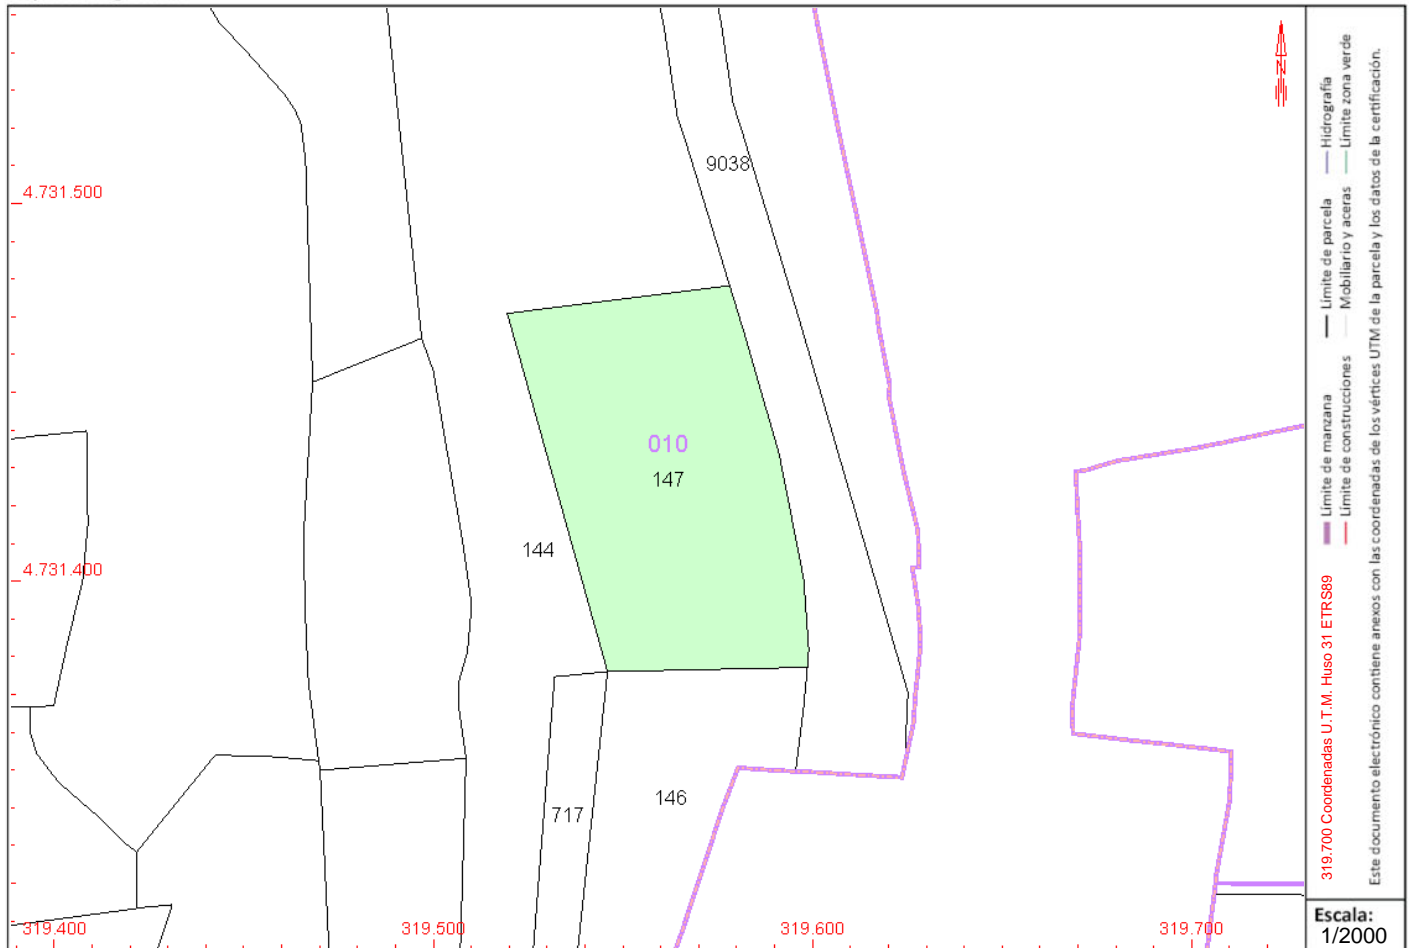 9038
4.731.500
010
147
144
4.731.400
146
717
319.400
319.500
319.600
319.700
N
319.700 Coordenadas U.T.M. Huso 31 ETRS89
Límite de manzana
Límite de parcela
Hidrografía
Límite de construcciones
Mobiliario y aceras
Límite zona verde
Este documento electrónico contiene anexos con las coordenadas de los vértices UTM de la parcela y los datos de la certificación.
Escala:
1/2000